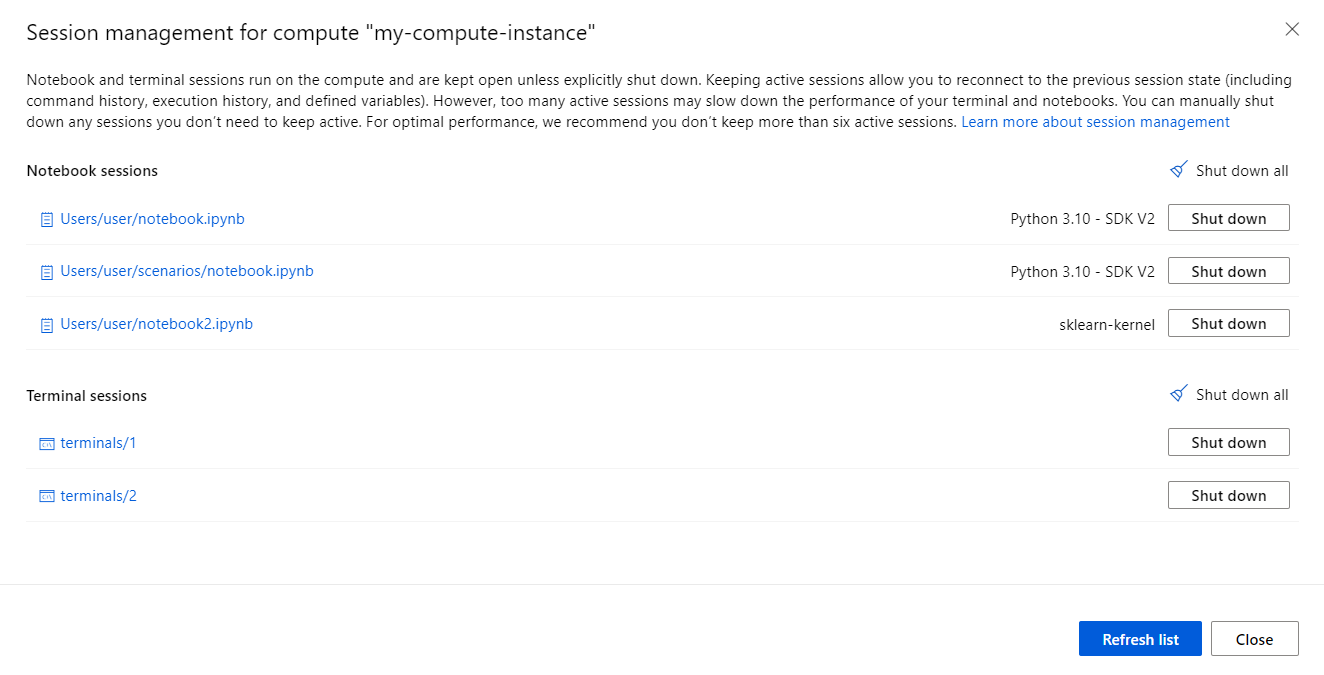 Session management for compute "my-compute-instance"
Notebook and terminal sessions run on the compute and are kept open unless explicitly shut down. Keeping active sessions allow you to reconnect to the previous session state (including
command history, execution history, and defined variables). However, too many active sessions may slow down the performance of your terminal and notebooks. You can manually shut
down any sessions you don’t need to keep active. For optimal performance, we recommend you don’t keep more than six active sessions. Learn more about session management
Notebook sessions Shut down all
Users/user/notebook.ipynb Python 3.10 - SDK V2 Shut down
Users/user/scenarios/notebook.ipynb Python 3.10 - SDK V2 Shut down
Users/user/notebook2.ipynb sklearn-kernel Shut down
Terminal sessions Shut down all
terminals/1 Shut down
terminals/2 Shut down
Refresh list Close